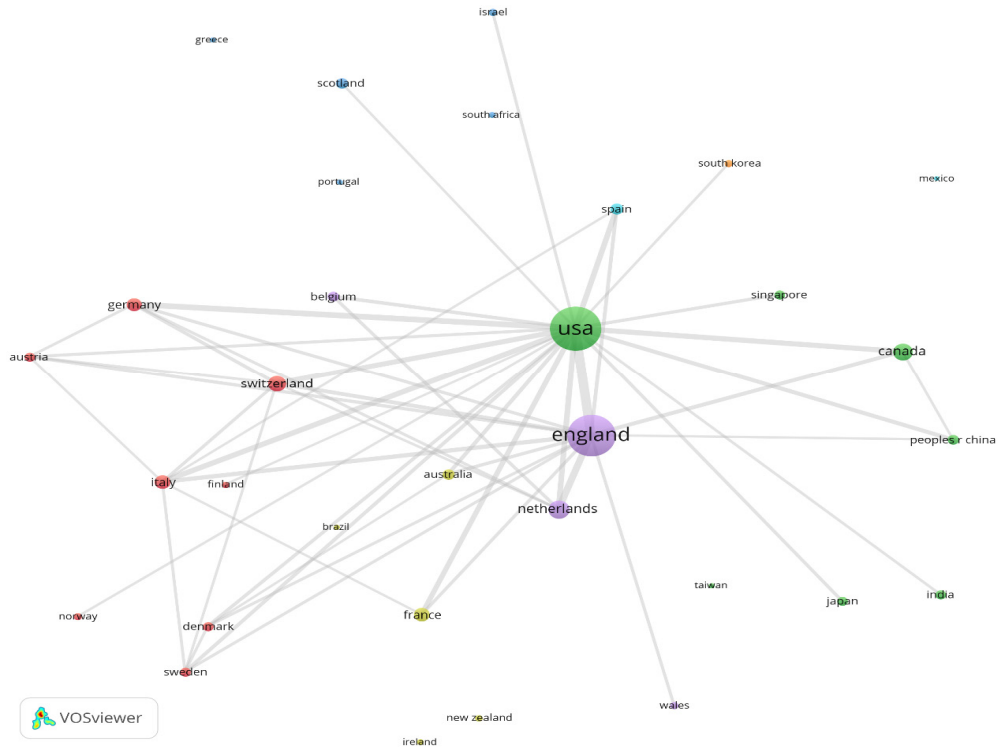 israel
greece
scotland
south africa
south korea
mexico
portugal
spain
belgium
singapore
germany
usa
canada
austria
switzerland
england
peoples r china
australia
italy
finland
netherlands
brazil
taiwan
india
japan
norway
france
denmark
sweden
wales
new zealand
VOSviewer
ireland